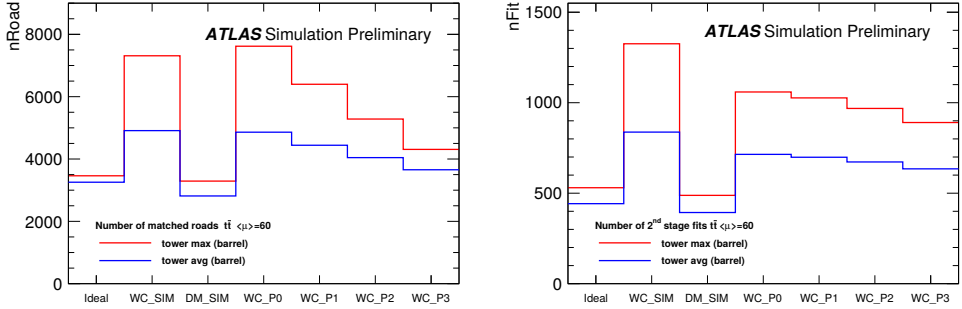 nRoad
8000
6000
4000
2000
0
ATLAS Simulation Preliminary
Number of matched roads tt̄ <μ>=60
tower max (barrel)
tower avg (barrel)
Ideal WC_SIM DM_SIM WC_P0 WC_P1 WC_P2 WC_P3
nFit
1500
1000
500
0
ATLAS Simulation Preliminary
Number of 2nd stage fits tt̄ <μ>=60
tower max (barrel)
tower avg (barrel)
Ideal WC_SIM DM_SIM WC_P0 WC_P1 WC_P2 WC_P3